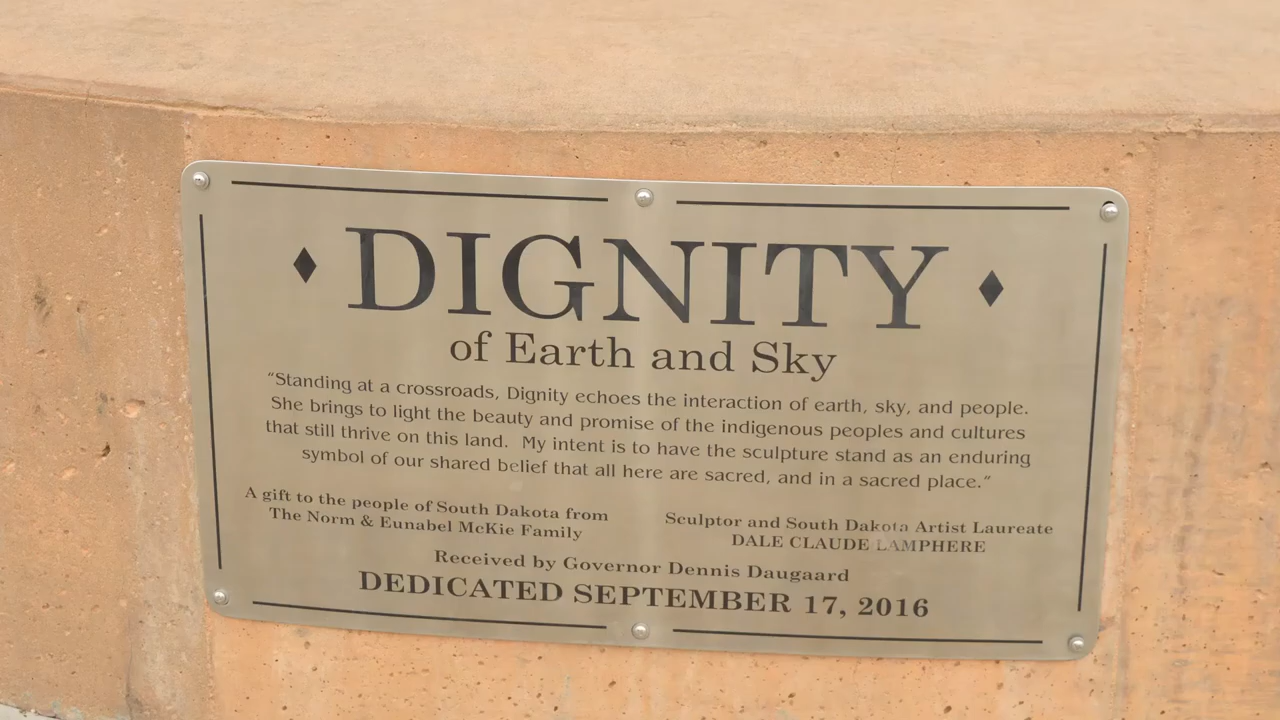 DIGNITY
of Earth and Sky
“Standing at a crossroads, Dignity echoes the interaction of earth, sky, and people.
She brings to light the beauty and promise of the indigenous peoples and cultures
that still thrive on this land. My intent is to have the sculpture stand as an enduring
symbol of our shared belief that all here are sacred, and in a sacred place.”
A gift to the people of South Dakota from
The Norm & Eunabel McKie Family
Sculptor and South Dakota Artist Laureate
DALE CLAUDE LAMPHERE
Received by Governor Dennis Daugaard
DEDICATED SEPTEMBER 17, 2016